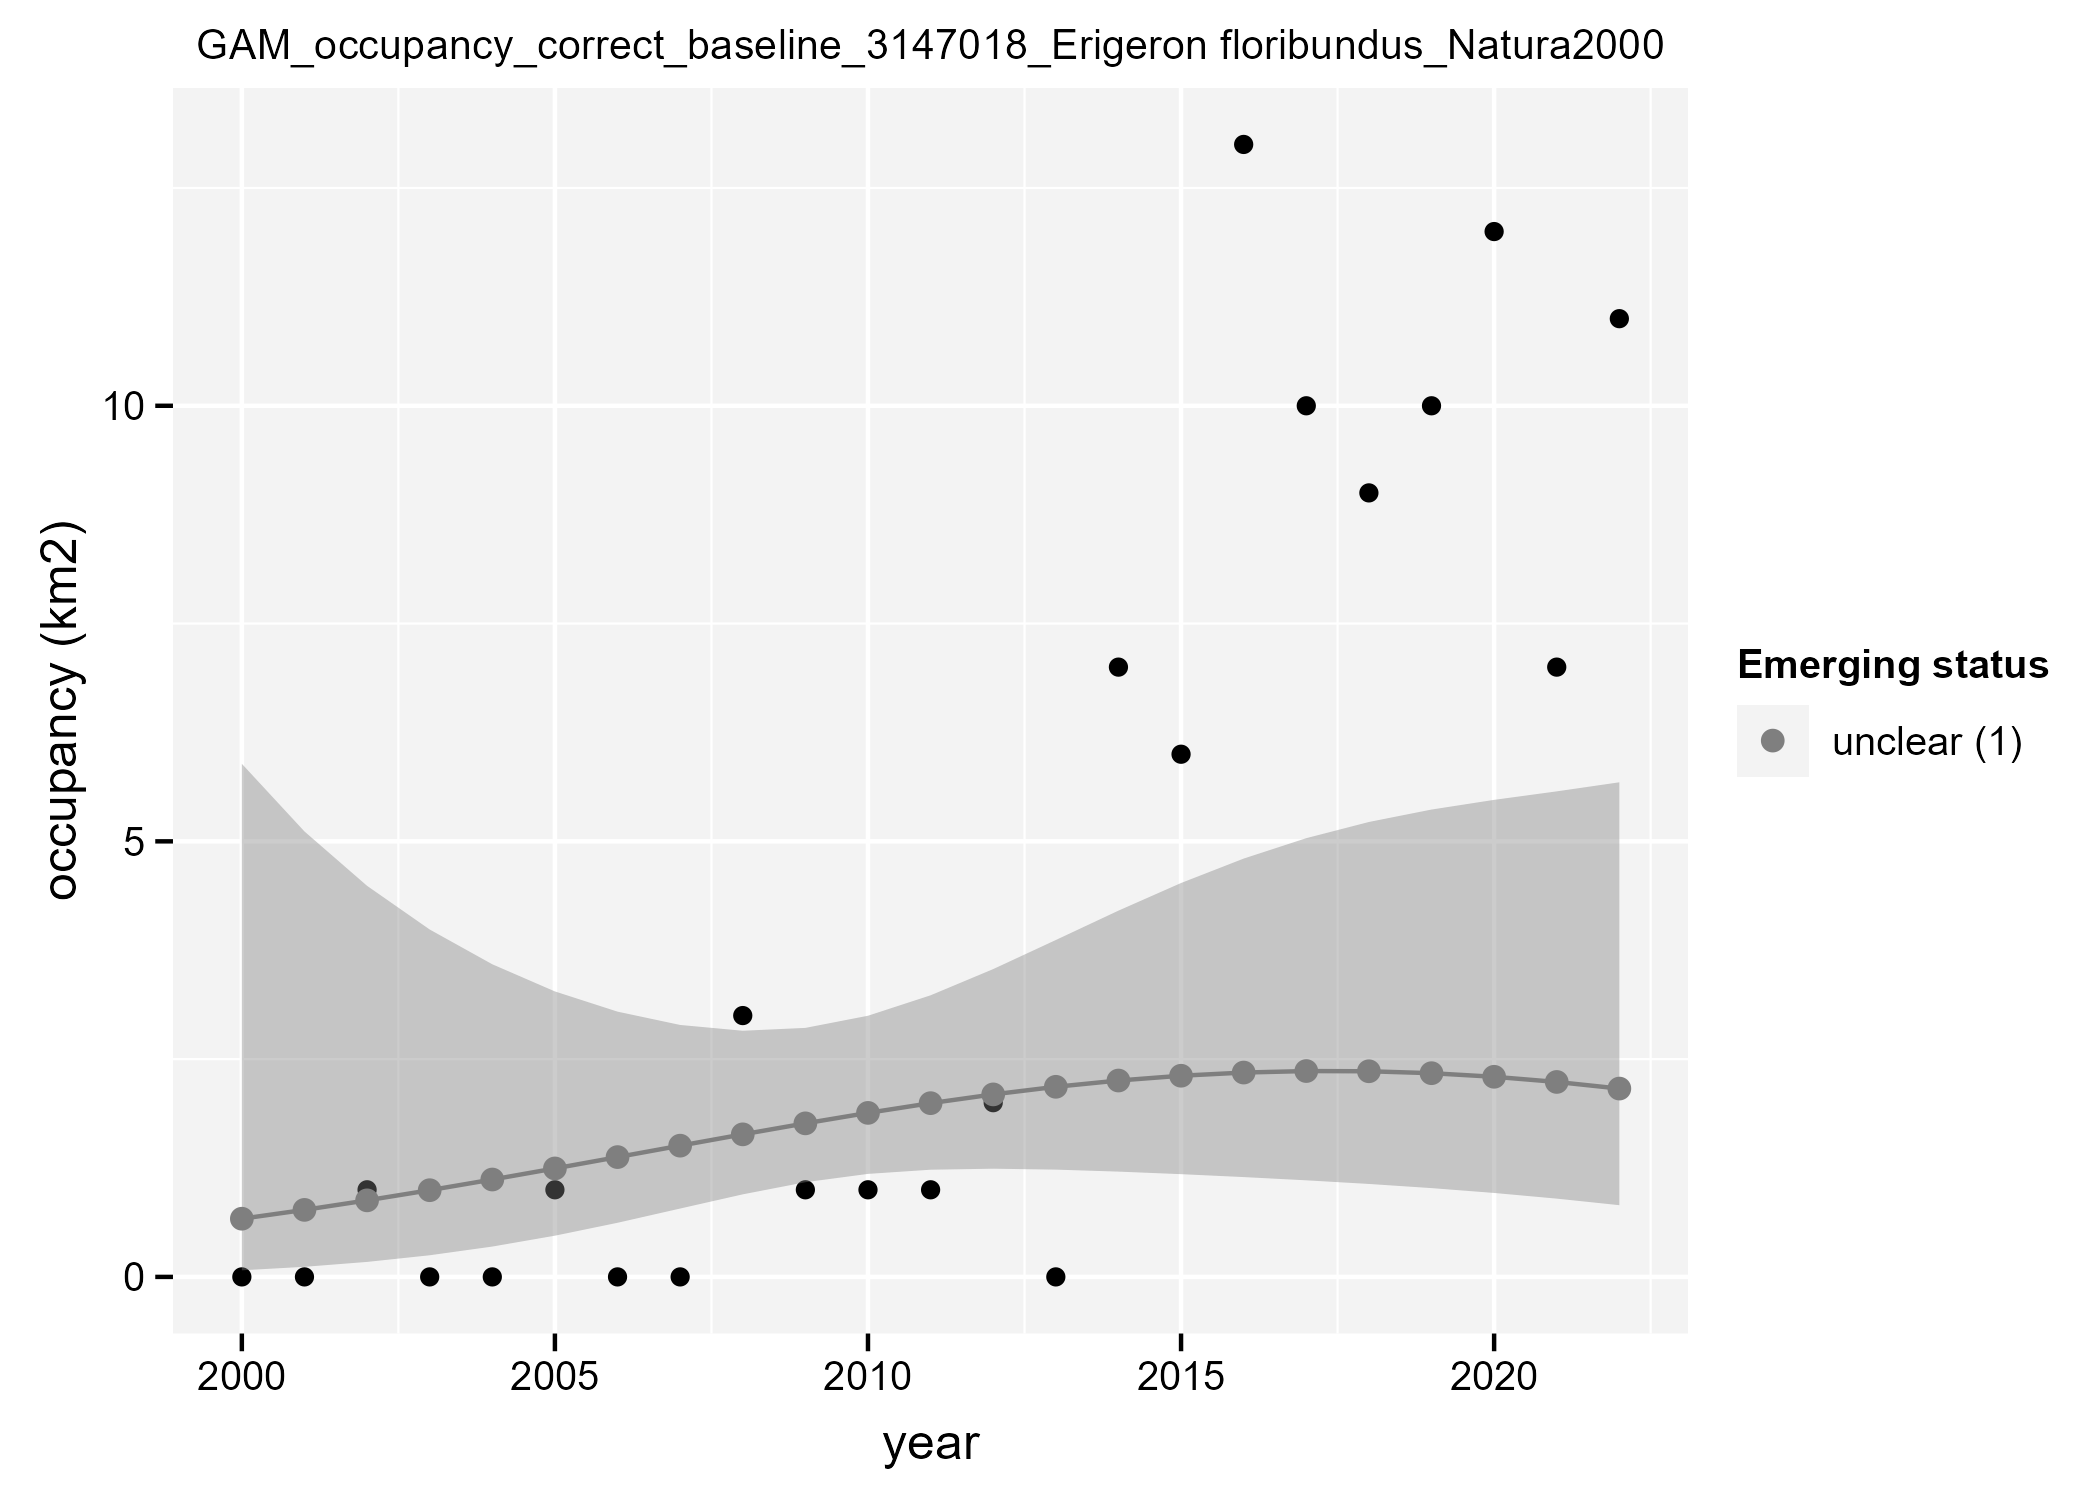 GAM_occupancy_correct_baseline_3147018_Erigeron floribundus_Natura2000
occupancy (km2)
10
5
0
2000 2005 2010 2015 2020
year
Emerging status
unclear (1)